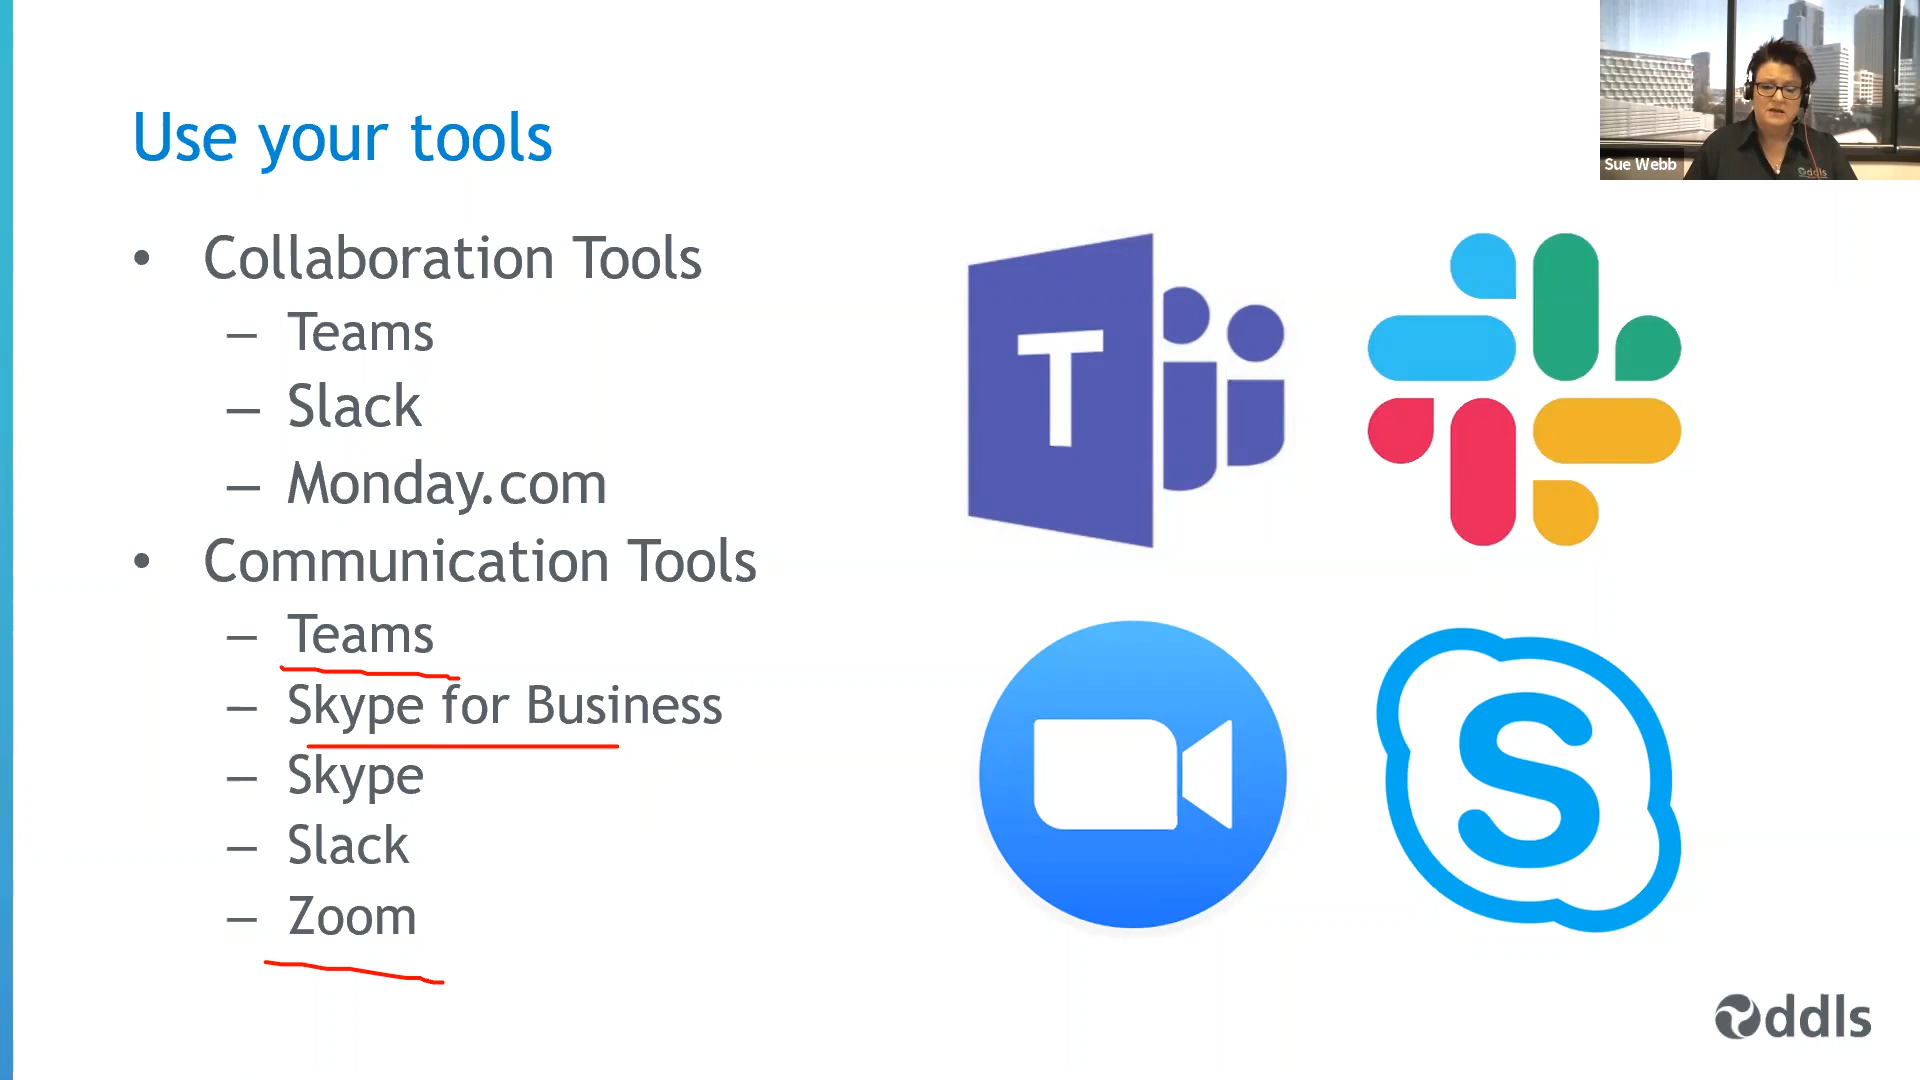 Use your tools
• Collaboration Tools
– Teams
– Slack
– Monday.com
• Communication Tools
– Teams
– Skype for Business
– Skype
– Slack
– Zoom
T
S
Sue Webb
ddls
ddls